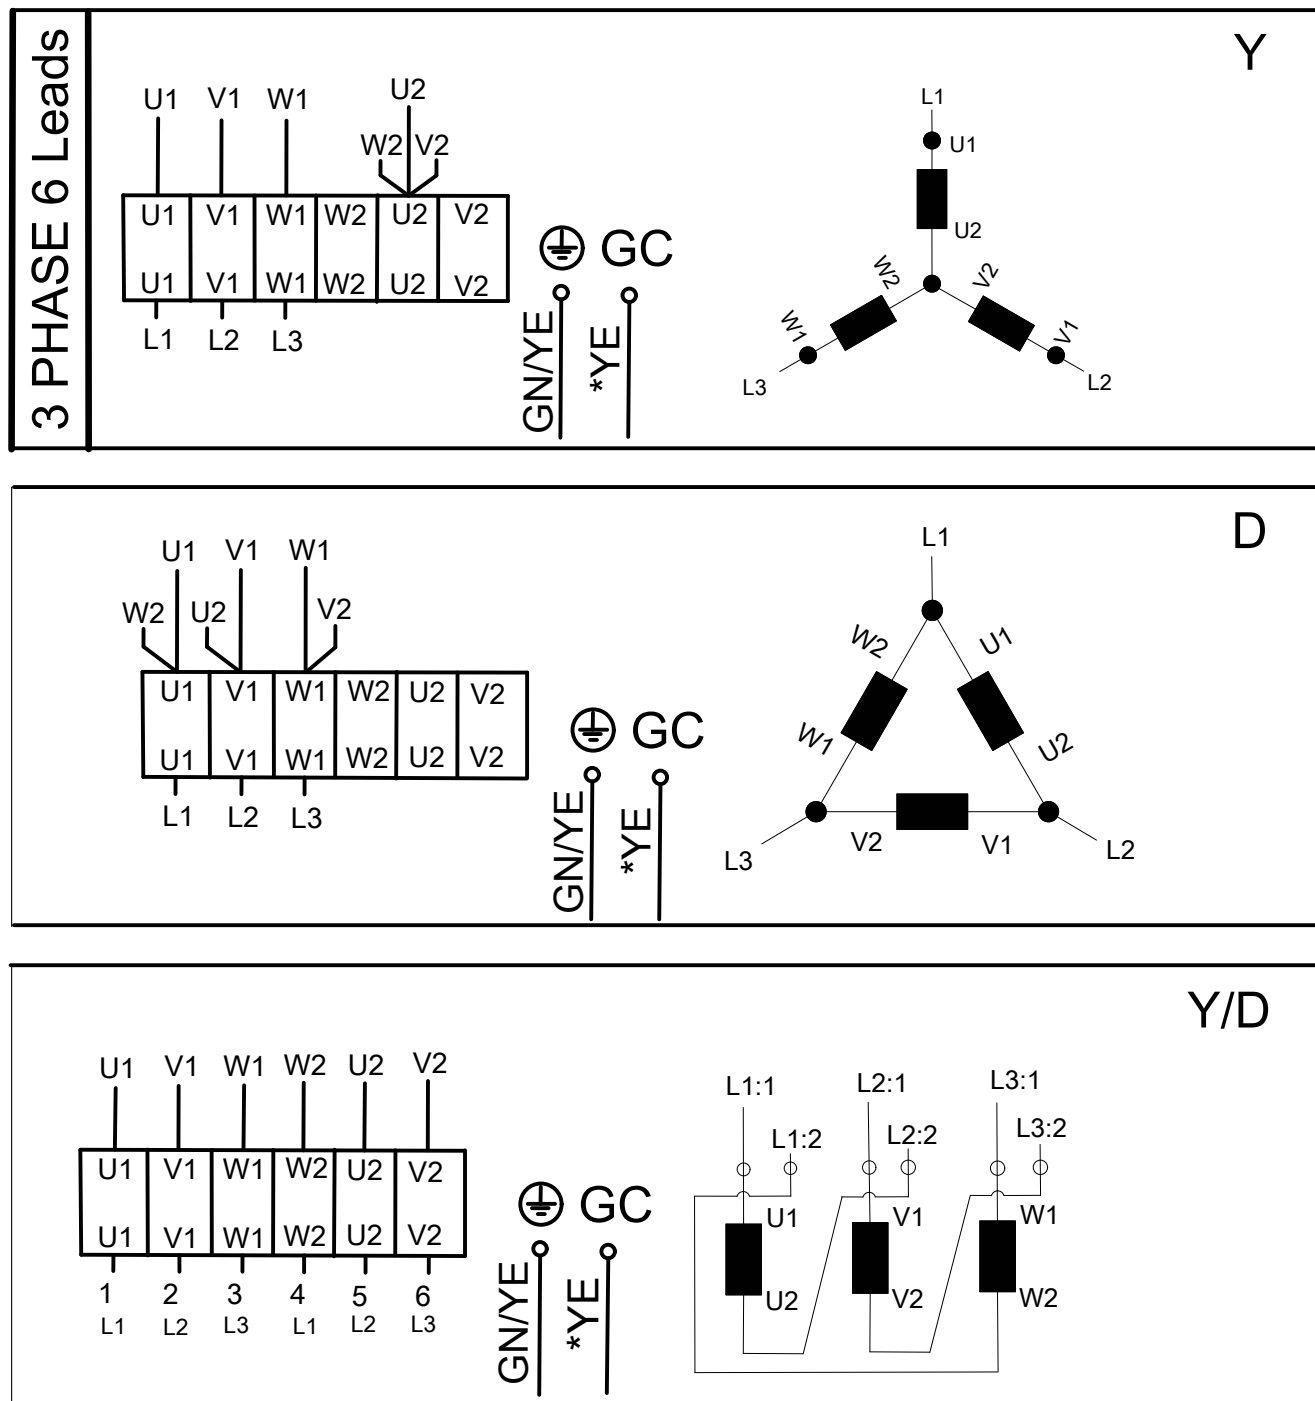 3 PHASE 6 Leads
Y
U1 V1 W1 U2
W2 V2
U1 V1 W1 W2 U2 V2
U1 V1 W1 W2 U2 V2
L1 L2 L3
GC
GN/YE *YE
L1
U1
U2
W2 V2
W1 V1
L3 L2
D
U1 V1 W1
W2 U2 V2
U1 V1 W1 W2 U2 V2
U1 V1 W1 W2 U2 V2
L1 L2 L3
GC
GN/YE *YE
L1
W2 U1
W1 U2
V2 V1
L3 L2
Y/D
U1 V1 W1 W2 U2 V2
U1 V1 W1 W2 U2 V2
U1 V1 W1 W2 U2 V2
1 2 3 4 5 6
L1 L2 L3 L1 L2 L3
GC
GN/YE *YE
L1:1 L2:1 L3:1
L1:2 L2:2 L3:2
U1 V1 W1
U2 V2 W2